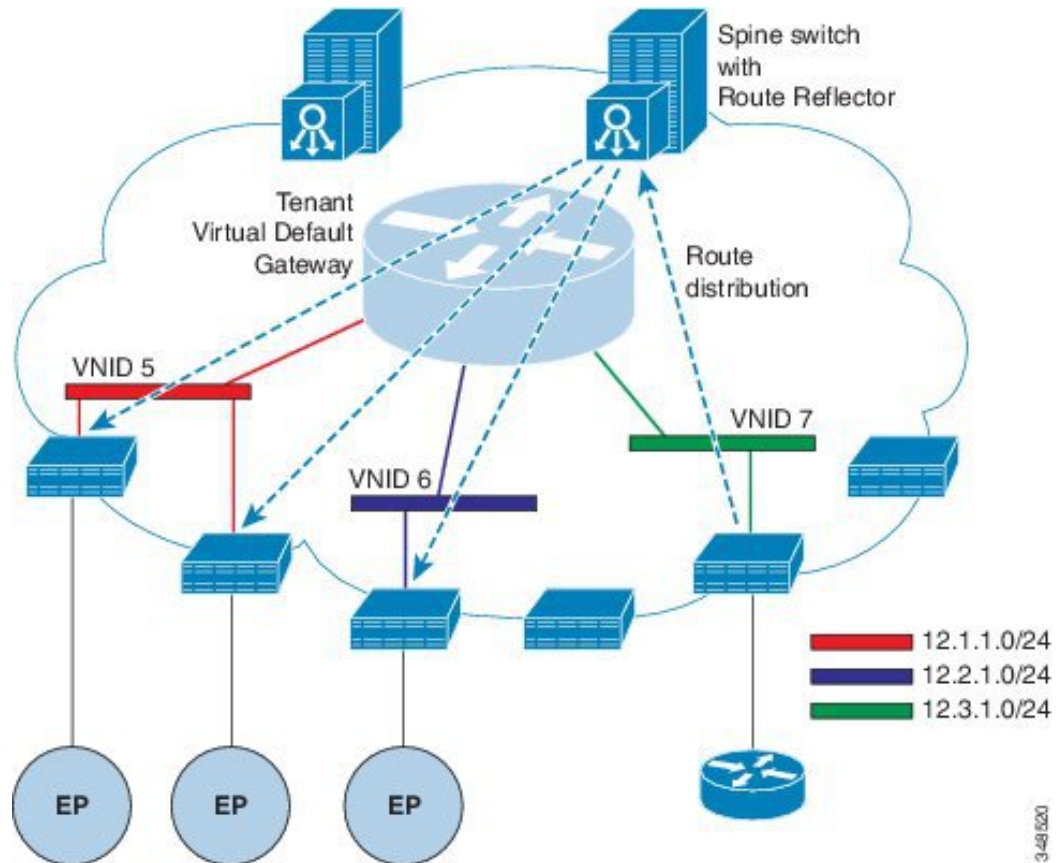 Spine switch
with
Route Reflector
Tenant
Virtual Default
Gateway
Route
distribution
VNID 5
VNID 7
VNID 6
12.1.1.0/24
12.2.1.0/24
12.3.1.0/24
EP
EP
EP
348520